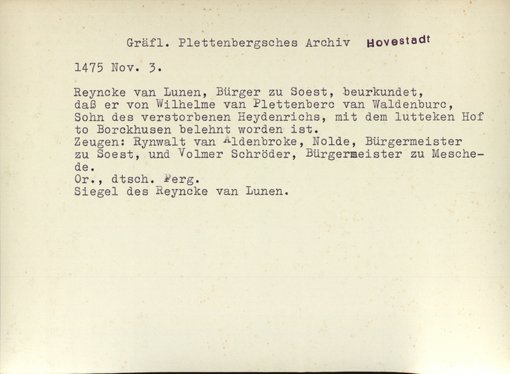 Gräfl. Plettenbergsches Archiv Hovestadt
1475 Nov. 3.
Reyncke van Lunen, Bürger zu Soest, beurkundet,
daß er von Wilhelme van Plettenberc van Waldenburc,
Sohn des verstorbenen Heydenrichs, mit dem lutteken Hof
to Borckhusen belehnt worden ist.
Zeugen: Rynwalt van Aldenbroke, Nolde, Bürgermeister
zu Soest, und Volmer Schröder, Bürgermeister zu Mesche-
de.
Or., dtsch. Perg.
Siegel des Reyncke van Lunen.